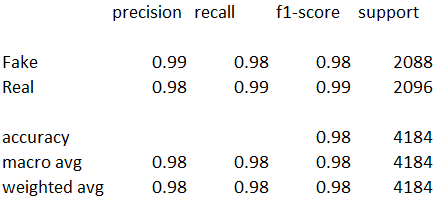 precision recall f1-score support
Fake 0.99 0.98 0.98 2088
Real 0.98 0.99 0.99 2096
accuracy 0.98 4184
macro avg 0.98 0.98 0.98 4184
weighted avg 0.98 0.98 0.98 4184